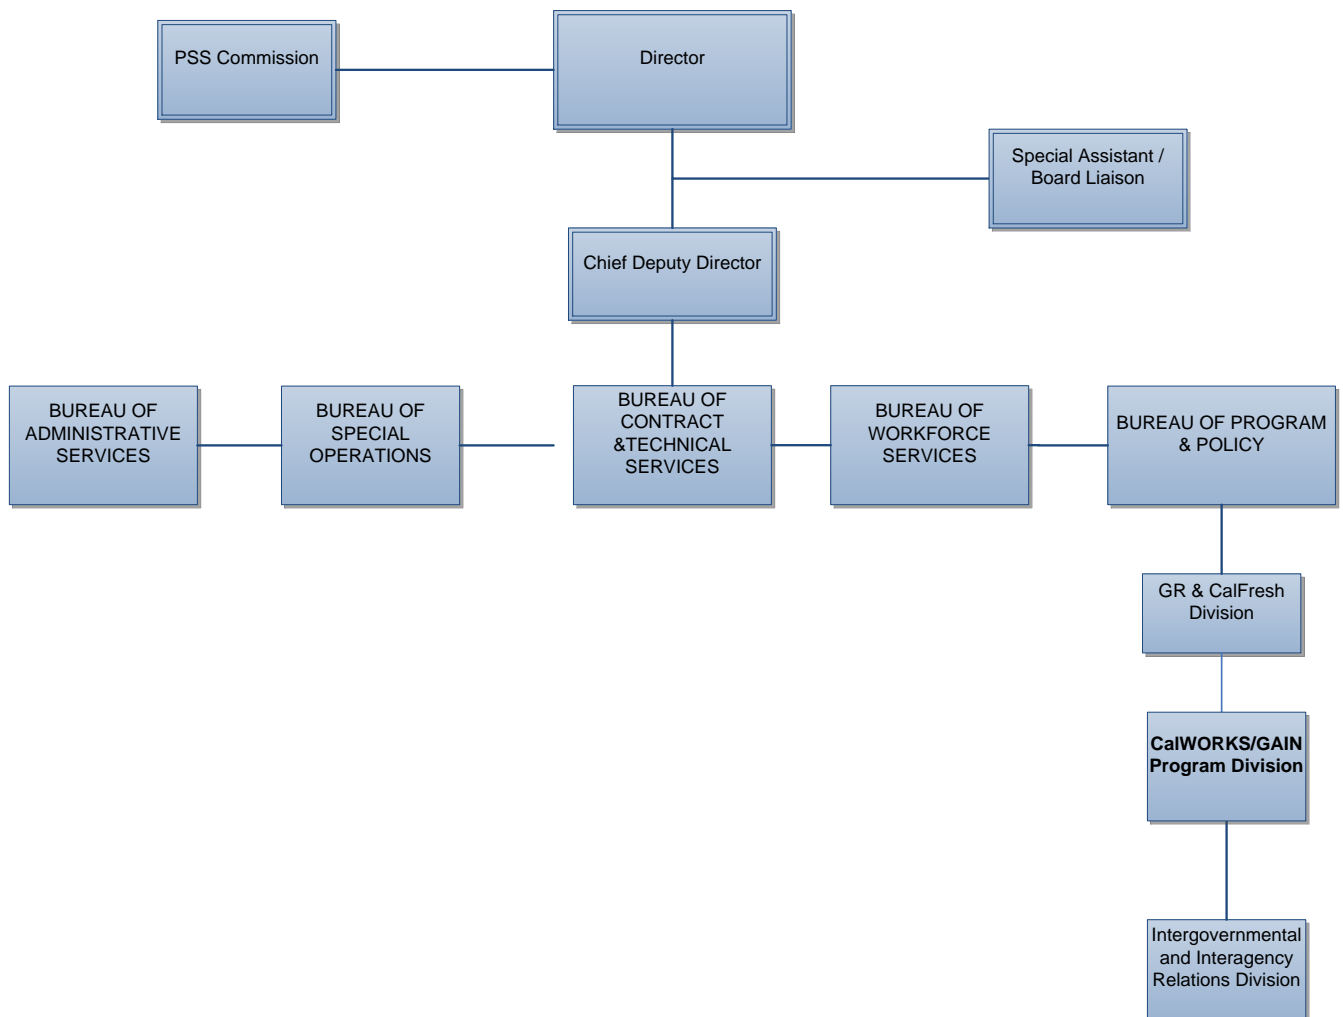 PSS Commission
Director
Special Assistant /
Board Liaison
Chief Deputy Director
BUREAU OF
ADMINISTRATIVE
SERVICES
BUREAU OF
SPECIAL
OPERATIONS
BUREAU OF
CONTRACT
&TECHNICAL
SERVICES
BUREAU OF
WORKFORCE
SERVICES
BUREAU OF PROGRAM
& POLICY
GR & CalFresh
Division
CalWORKS/GAIN
Program Division
Intergovernmental
and Interagency
Relations Division